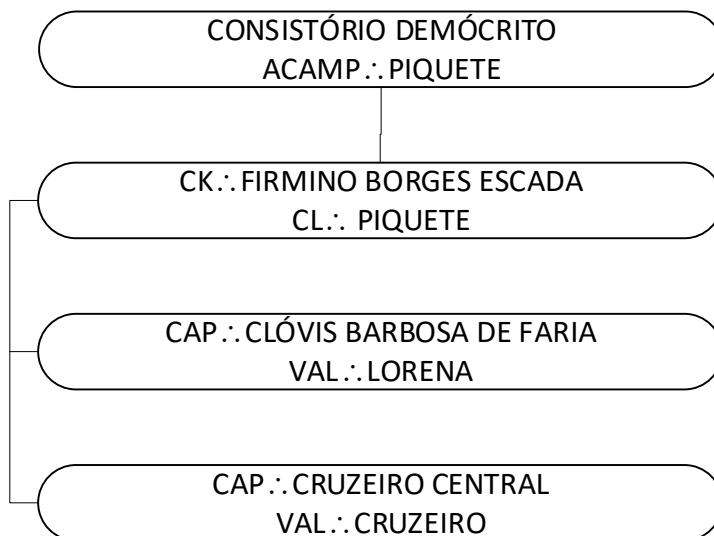 CONSISTÓRIO DEMÓCRITO
ACAMP∴PIQUETE
CK∴FIRMINO BORGES ESCADA
CL∴ PIQUETE
CAP∴CLÓVIS BARBOSA DE FARIA
VAL∴LORENA
CAP∴CRUZEIRO CENTRAL
VAL∴CRUZEIRO